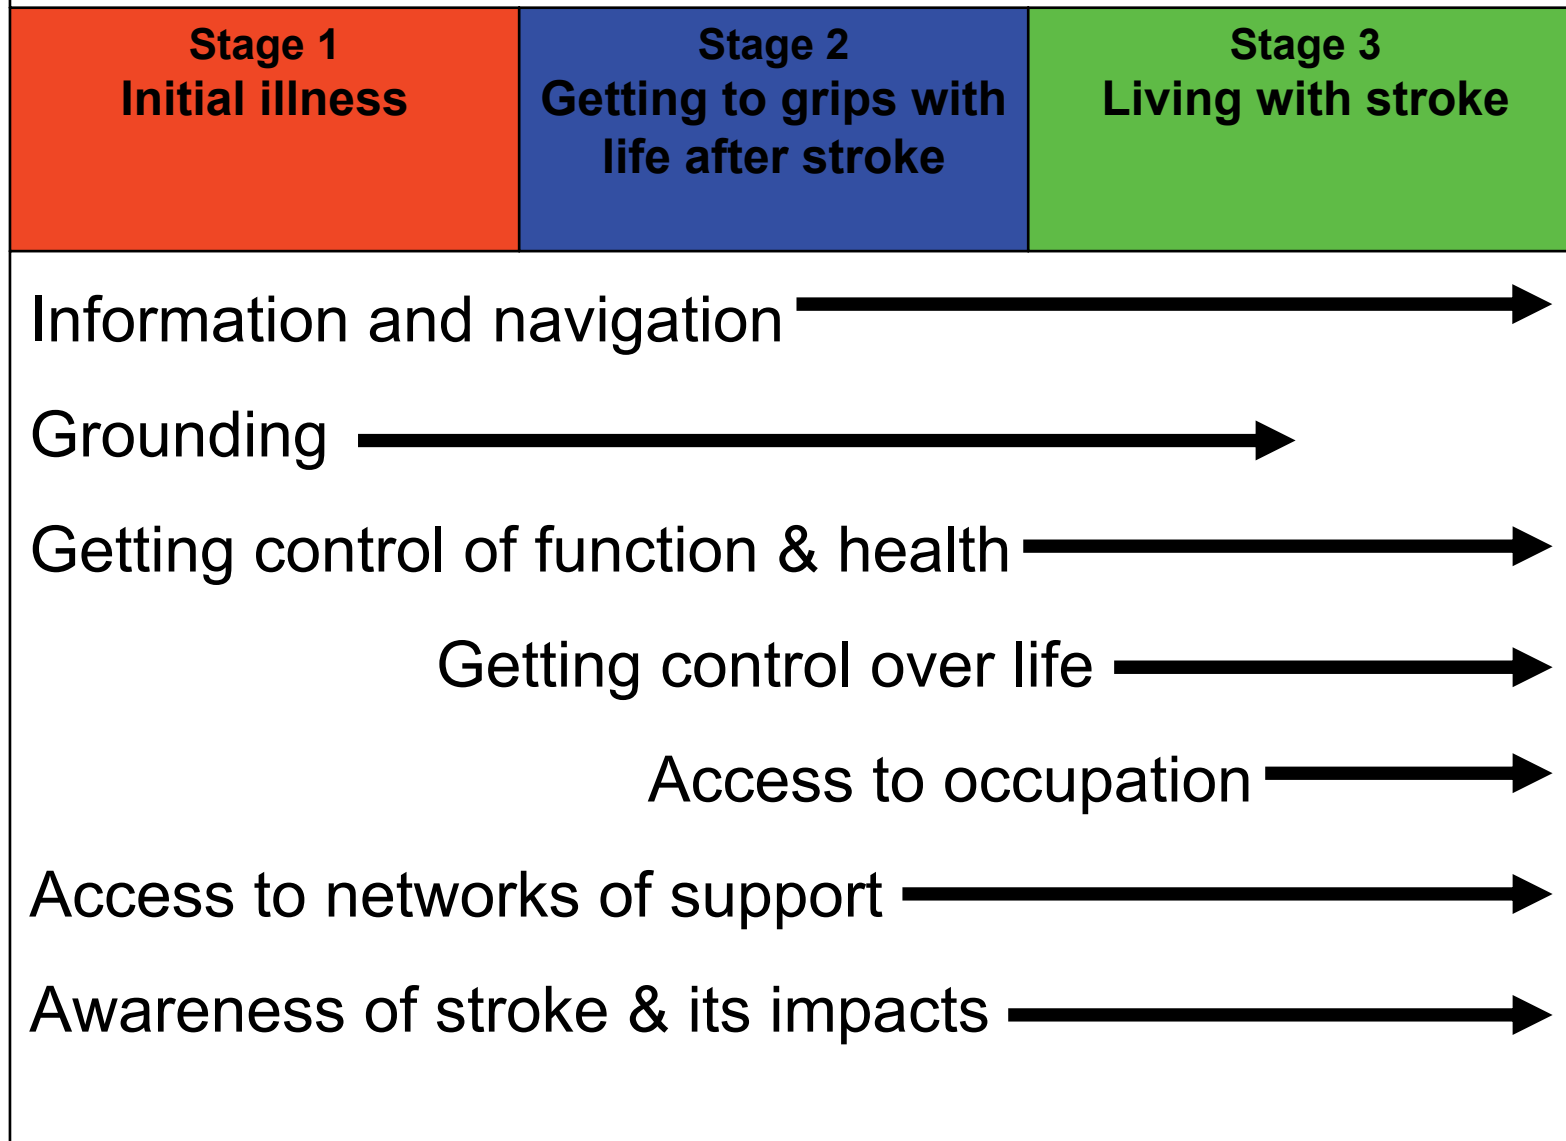 Stage 1
Initial illness
Stage 2
Getting to grips with
life after stroke
Stage 3
Living with stroke
Information and navigation
Grounding
Getting control of function & health
Getting control over life
Access to occupation
Access to networks of support
Awareness of stroke & its impacts